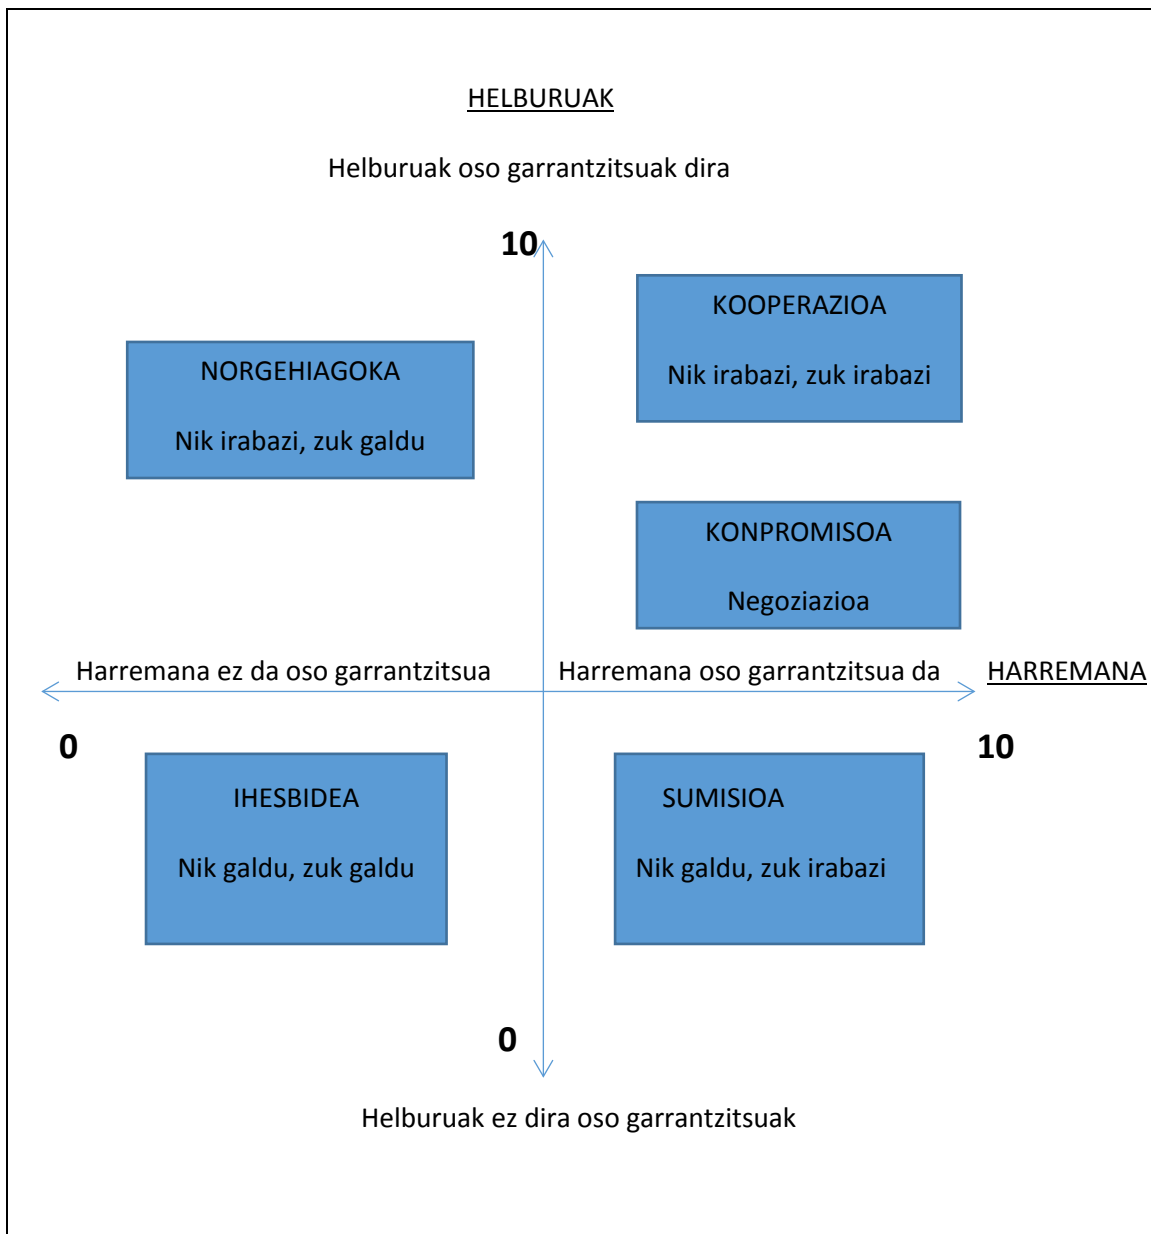 HELBURUAK
Helburuak oso garrantzitsuak dira
10
KOOPERAZIOA
Nik irabazi, zuk irabazi
NORGEHIAGOKA
Nik irabazi, zuk galdu
KONPROMISOA
Negoziazioa
Harremana ez da oso garrantzitsua
Harremana oso garrantzitsua da
HARREMANA
0
10
IHESBIDEA
Nik galdu, zuk galdu
SUMISIOA
Nik galdu, zuk irabazi
0
Helburuak ez dira oso garrantzitsuak